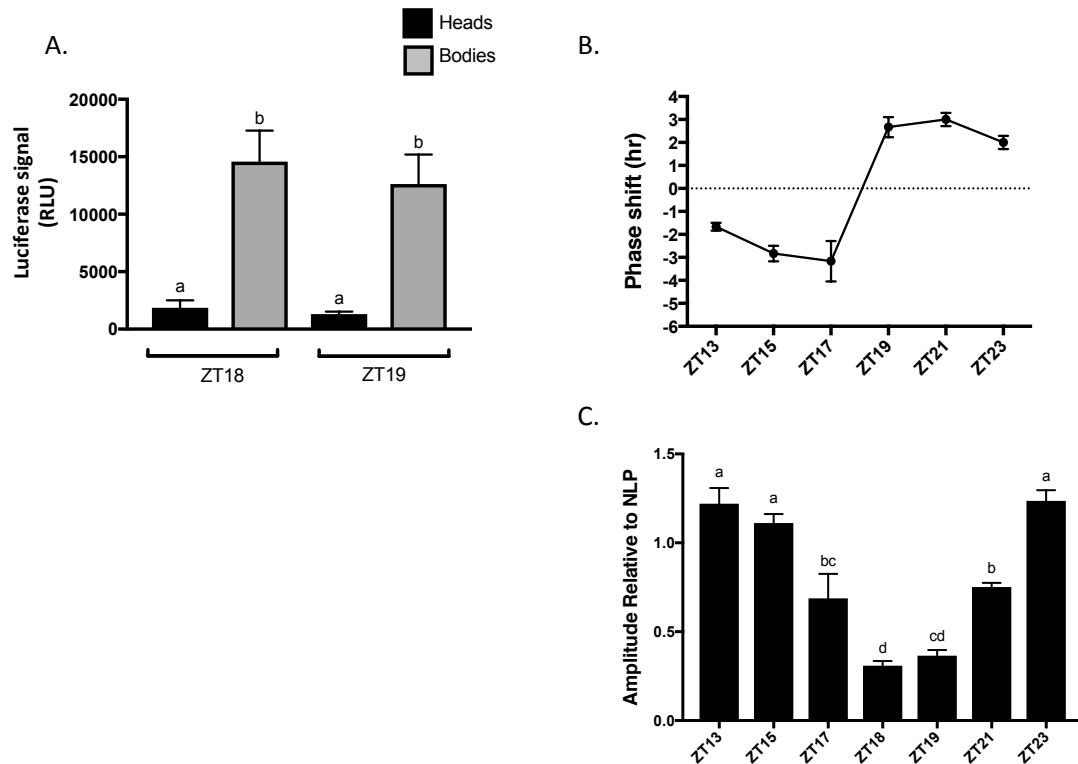 A.
Heads
Bodies
Luciferase signal
(RLU)
20000
15000
10000
5000
0
a
b
a
b
ZT18
ZT19
B.
Phase shift (hr)
4
3
2
1
0
-1
-2
-3
-4
-5
-6
ZT13
ZT15
ZT17
ZT19
ZT21
ZT23
C.
Amplitude Relative to NLP
1.5
1.0
0.5
0.0
a
a
bc
d
cd
b
a
ZT13
ZT15
ZT17
ZT18
ZT19
ZT21
ZT23